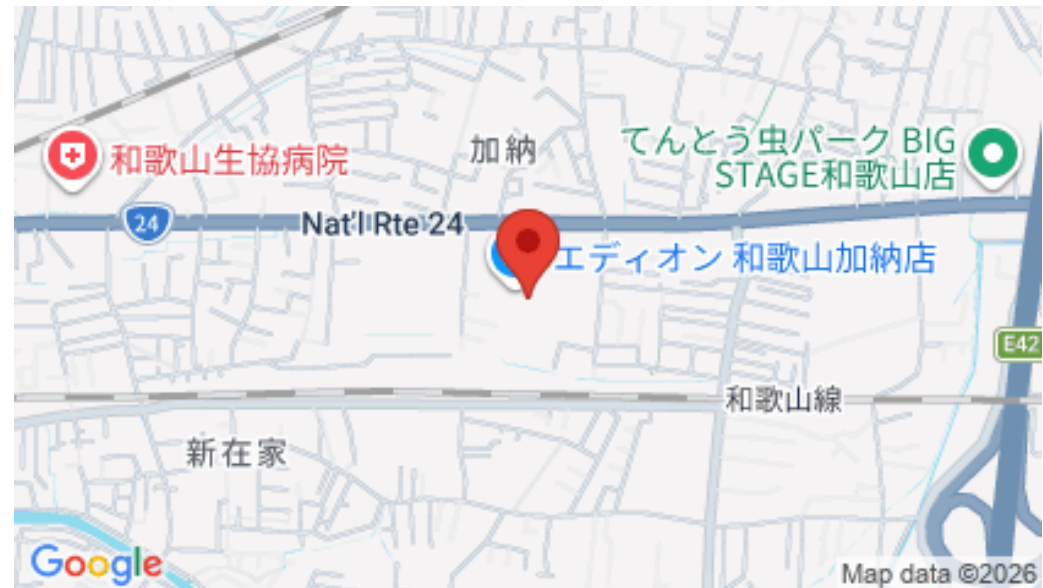 加納
てんとう虫パーク BIG
STAGE和歌山店
和歌山生協病院
24
Nat'l Rte 24
エディオン 和歌山加納店
E42
和歌山線
新在家
Google
Map data ©2026